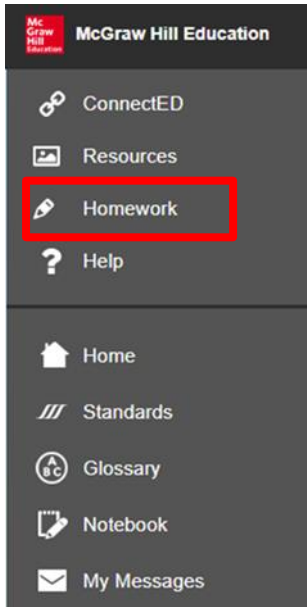 Mc
Graw
Hill
Education
McGraw Hill Education
ConnectED
Resources
Homework
? Help
Home
Standards
A
B C
Glossary
Notebook
My Messages